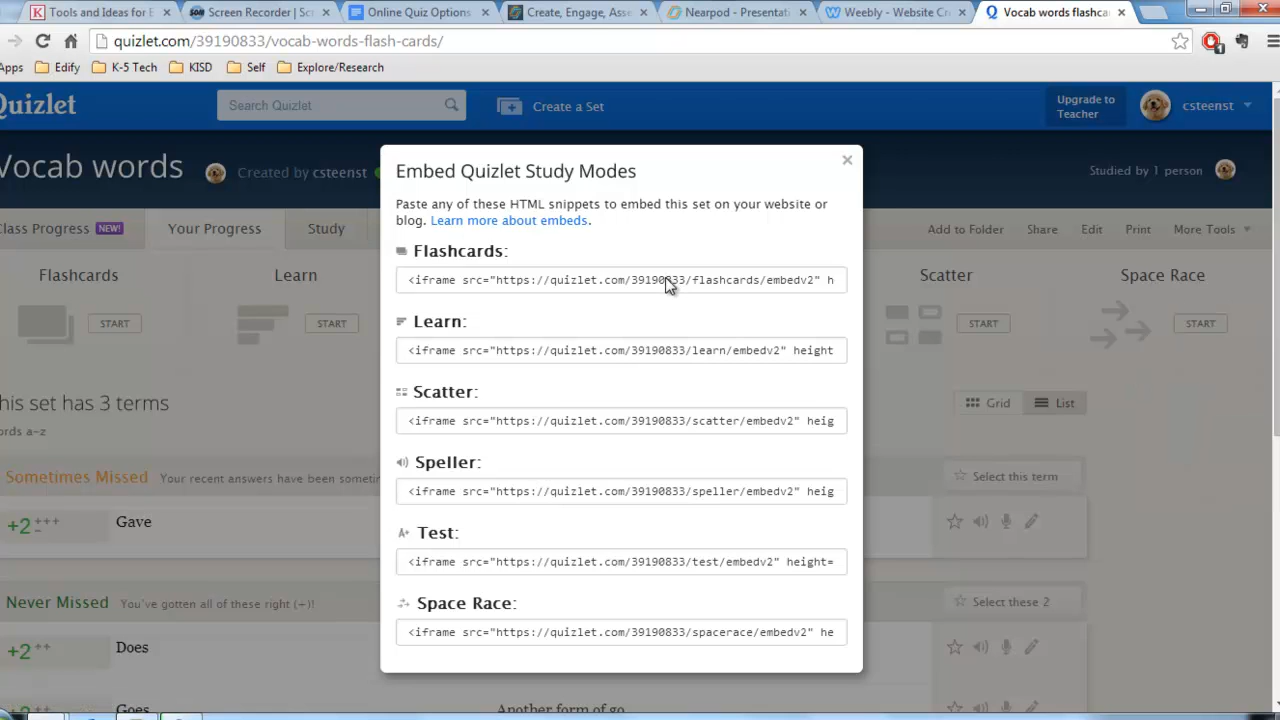 Tools and Ideas for E
Screen Recorder | Sc
Online Quiz Options
Create, Engage, Asse
Nearpod - Presentati
Weebly - Website Cr
Vocab words flashca
quizlet.com/39190833/vocab-words-flash-cards/
1
Apps Edify K-5 Tech KISD Self Explore/Research
Quizlet
Search Quizlet
Create a Set
Upgrade to
Teacher
csteenst
Vocab words
Created by csteenst
Studied by 1 person
Class Progress NEW! Your Progress Study Add to Folder Share Edit Print More Tools
Flashcards Learn Scatter Space Race
START START START START
his set has 3 terms
Grid List
ords a-z
Sometimes Missed Your recent answers have been sometim
Select this term
+2 +++
Gave
Never Missed You've gotten all of these right (~)!
Select these 2
+2 ++
Does
Goes
Another form of go
Embed Quizlet Study Modes
×
Paste any of these HTML snippets to embed this set on your website or
blog. Learn more about embeds.
Flashcards:
<iframe src="https://quizlet.com/39190833/flashcards/embedv2" h
Learn:
<iframe src="https://quizlet.com/39190833/learn/embedv2" height
Scatter:
<iframe src="https://quizlet.com/39190833/scatter/embedv2" heig
Speller:
<iframe src="https://quizlet.com/39190833/speller/embedv2" heig
A+ Test:
<iframe src="https://quizlet.com/39190833/test/embedv2" height=
Space Race:
<iframe src="https://quizlet.com/39190833/spacerace/embedv2" he